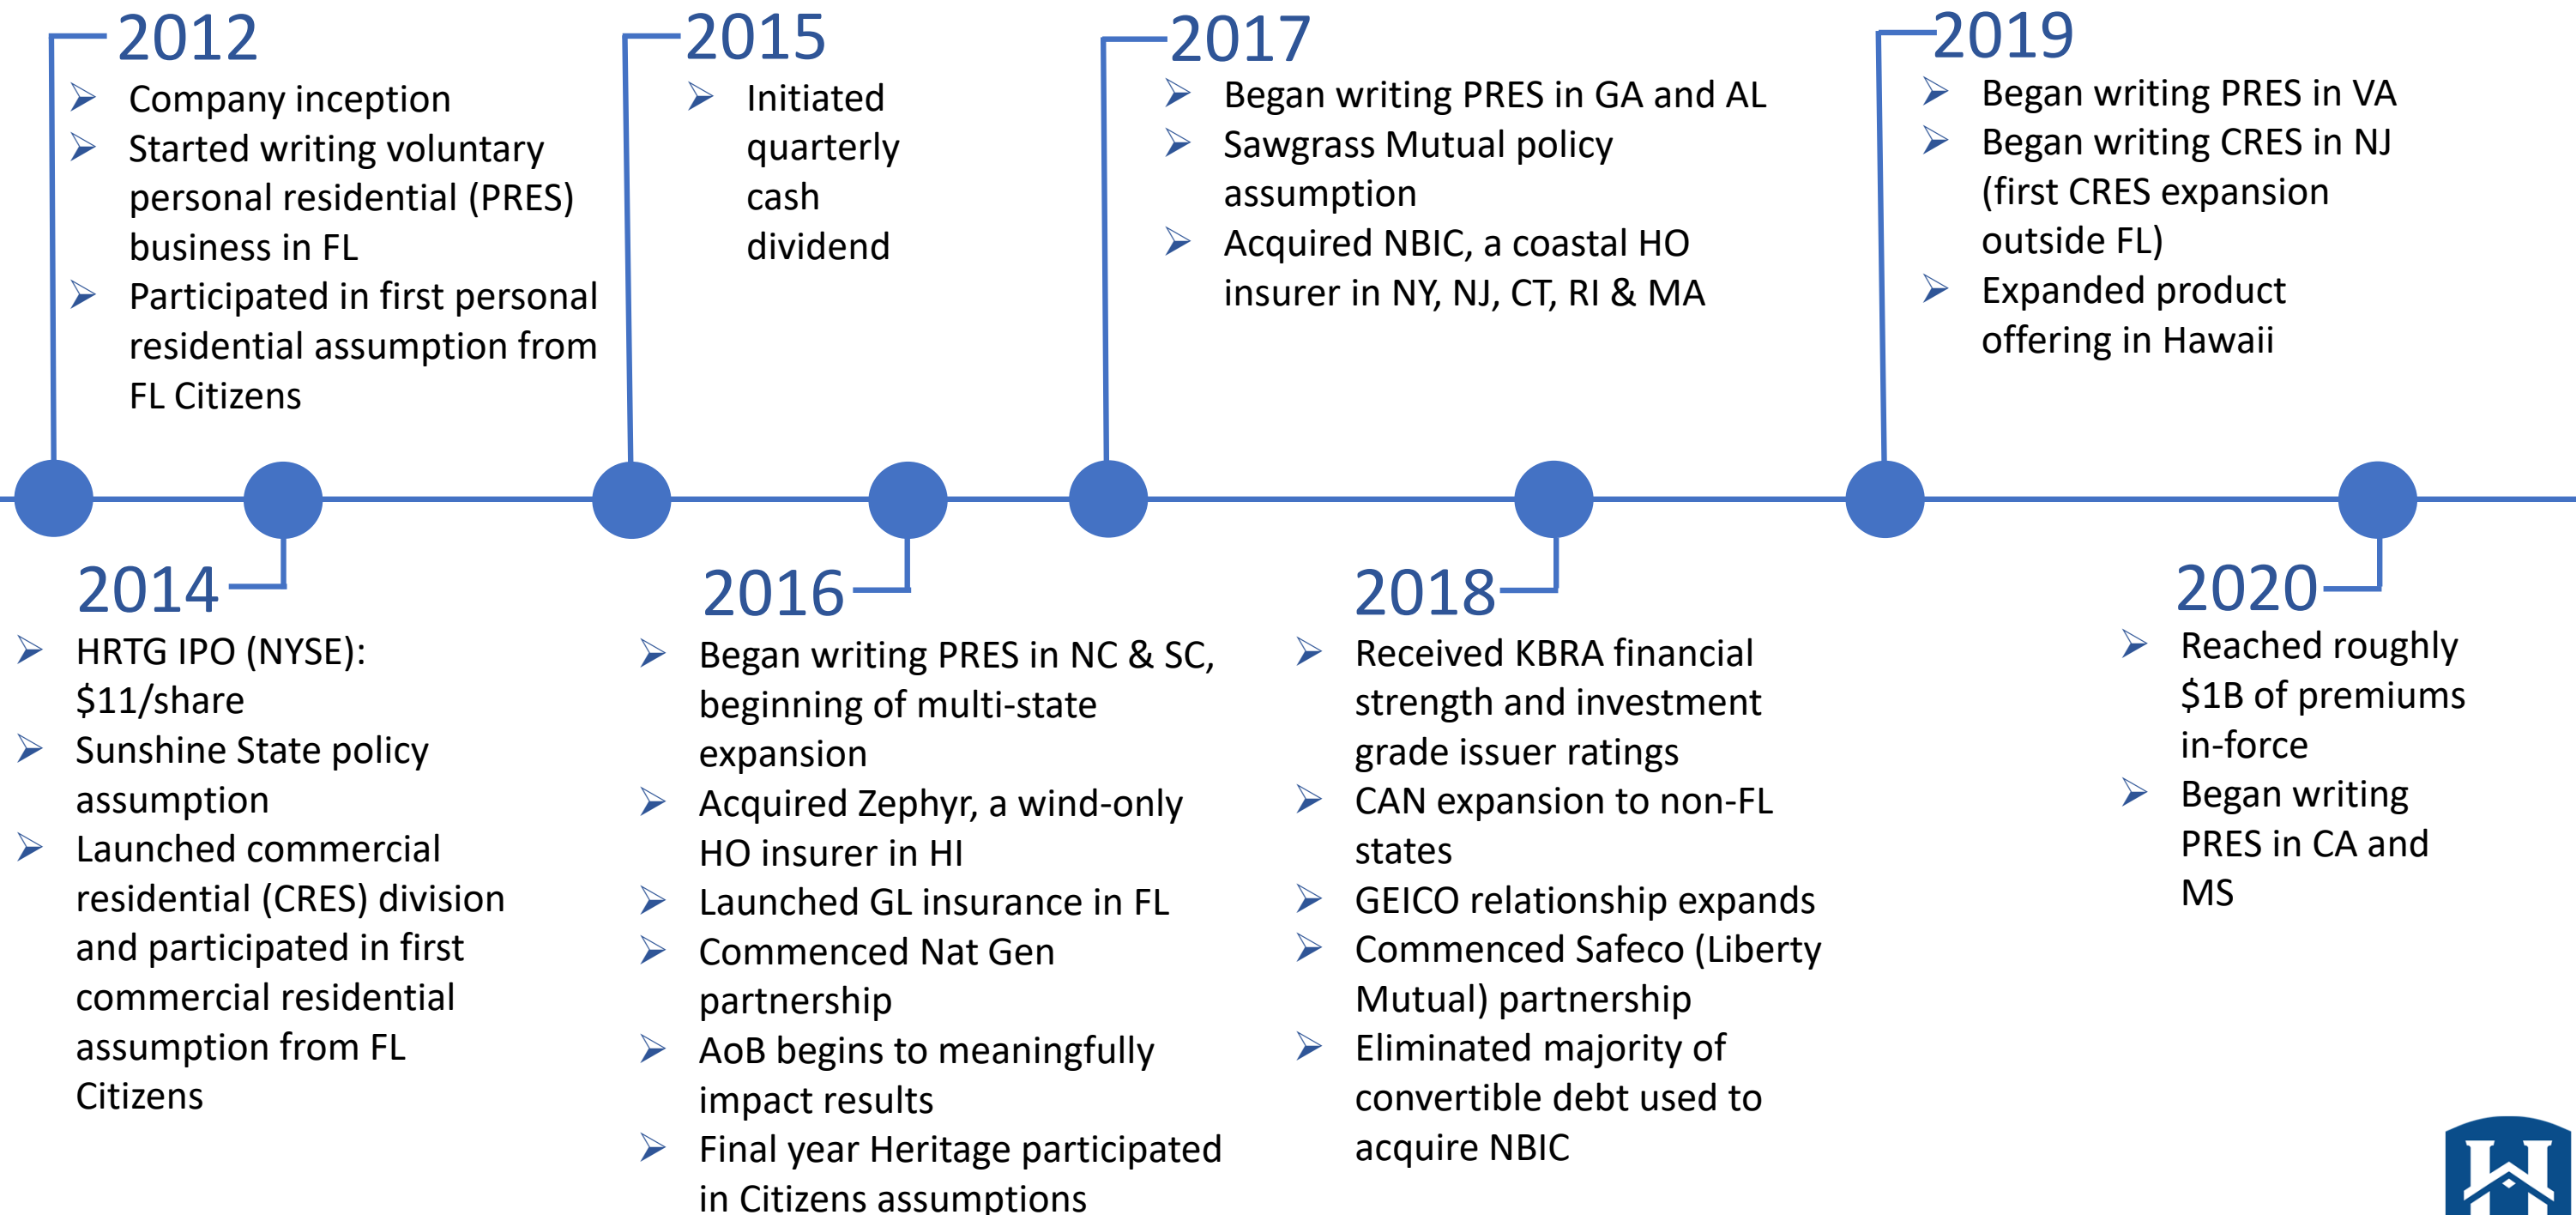 2012
Company inception
Started writing voluntary
personal residential (PRES)
business in FL
Participated in first personal
residential assumption from
FL Citizens
2014
HRTG IPO (NYSE):
$11/share
Sunshine State policy
assumption
Launched commercial
residential (CRES) division
and participated in first
commercial residential
assumption from FL
Citizens
2015
Initiated
quarterly
cash
dividend
2016
Began writing PRES in NC & SC,
beginning of multi-state
expansion
Acquired Zephyr, a wind-only
HO insurer in HI
Launched GL insurance in FL
Commenced Nat Gen
partnership
AoB begins to meaningfully
impact results
Final year Heritage participated
in Citizens assumptions
2017
Began writing PRES in GA and AL
Sawgrass Mutual policy
assumption
Acquired NBIC, a coastal HO
insurer in NY, NJ, CT, RI & MA
2018
Received KBRA financial
strength and investment
grade issuer ratings
CAN expansion to non-FL
states
GEICO relationship expands
Commenced Safeco (Liberty
Mutual) partnership
Eliminated majority of
convertible debt used to
acquire NBIC
2019
Began writing PRES in VA
Began writing CRES in NJ
(first CRES expansion
outside FL)
Expanded product
offering in Hawaii
2020
Reached roughly
$1B of premiums
in-force
Began writing
PRES in CA and
MS